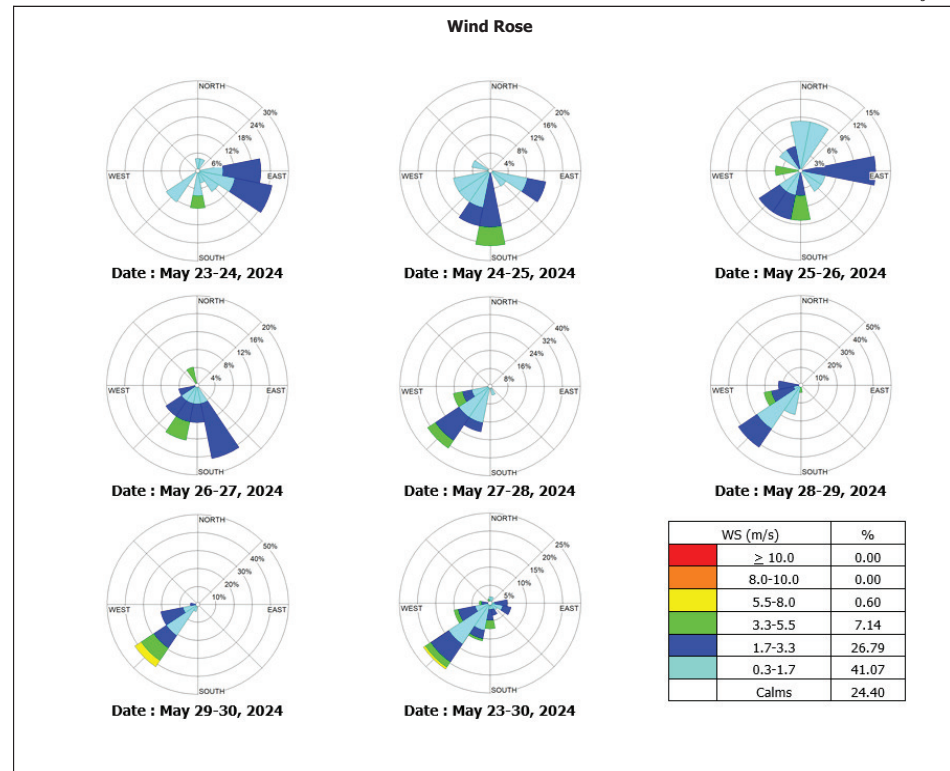 Wind Rose
NORTH
30%
24%
18%
12%
6%
WEST
EAST
SOUTH
Date : May 23-24, 2024
NORTH
20%
16%
12%
8%
4%
WEST
EAST
SOUTH
Date : May 24-25, 2024
NORTH
15%
12%
9%
6%
3%
WEST
EAST
SOUTH
Date : May 25-26, 2024
NORTH
20%
16%
12%
8%
4%
WEST
EAST
SOUTH
Date : May 26-27, 2024
NORTH
40%
32%
24%
16%
8%
WEST
EAST
SOUTH
Date : May 27-28, 2024
NORTH
50%
40%
30%
20%
10%
WEST
EAST
SOUTH
Date : May 28-29, 2024
NORTH
50%
40%
30%
20%
10%
WEST
EAST
SOUTH
Date : May 29-30, 2024
NORTH
25%
20%
15%
10%
5%
WEST
EAST
SOUTH
Date : May 23-30, 2024
WS (m/s) %
≥ 10.0 0.00
8.0-10.0 0.00
5.5-8.0 0.60
3.3-5.5 7.14
1.7-3.3 26.79
0.3-1.7 41.07
Calms 24.40